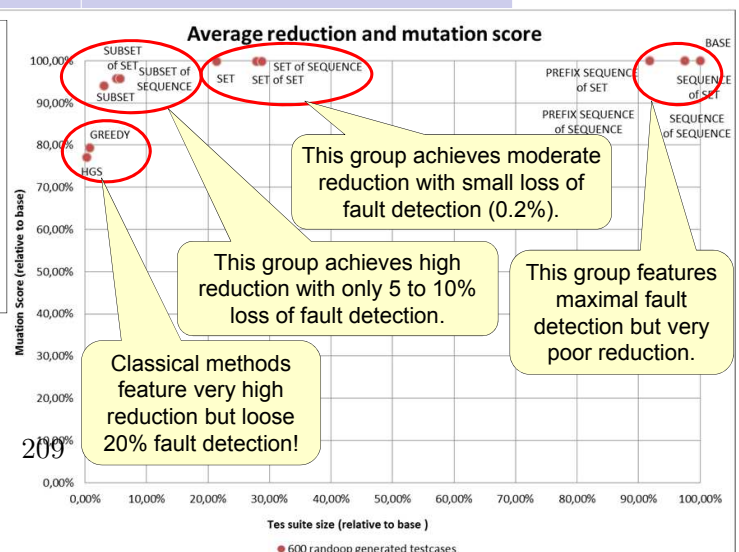 Average reduction and mutation score
BASE
SUBSET
of SET
SUBSET of
SEQUENCE
SUBSET
SET
SET of SEQUENCE
SET of SET
PREFIX SEQUENCE
of SET
SEQUENCE
of SET
PREFIX SEQUENCE
of SEQUENCE
SEQUENCE
of SEQUENCE
GREEDY
HGS
This group achieves moderate
reduction with small loss of
fault detection (0.2%).
This group achieves high
reduction with only 5 to 10%
loss of fault detection.
This group features
maximal fault
detection but very
poor reduction.
Classical methods
feature very high
reduction but loose
20% fault detection!
Muation Score (relative to base)
100,00%
90,00%
80,00%
70,00%
60,00%
50,00%
40,00%
30,00%
20,00%
209
0,00%
0,00% 10,00% 20,00% 30,00% 40,00% 50,00% 60,00% 70,00% 80,00% 90,00% 100,00%
Tes suite size (relative to base )
600 randoop generated testcases